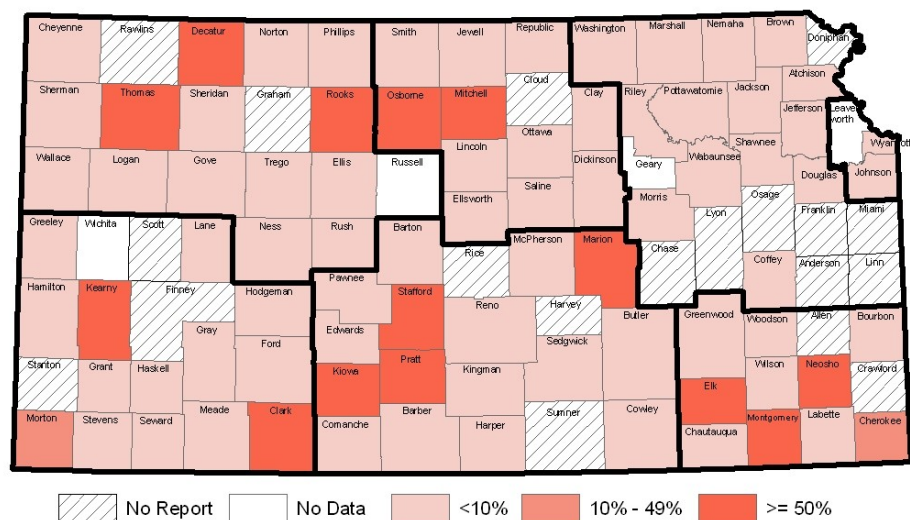 Cheyenne
Rawlins
Decatur
Norton
Phillips
Smith
Jewell
Republic
Washington
Marshall
Nemaha
Brown
Doniphan
Sherman
Thomas
Sheridan
Graham
Rooks
Osborne
Mitchell
Cloud
Clay
Riley
Pottawatomie
Jackson
Atchison
Jefferson
Leave
worth
Wyandott
Wallace
Logan
Gove
Trego
Ellis
Russell
Lincoln
Ottawa
Dickinson
Geary
Wabaunsee
Shawnee
Douglas
Johnson
Ellsworth
Saline
Morris
Osage
Franklin
Miami
Greeley
Wichita
Scott
Lane
Ness
Rush
Barton
Rice
McPherson
Marion
Chase
Lyon
Coffey
Anderson
Linn
Hamilton
Kearny
Finney
Hodgeman
Pawnee
Stafford
Reno
Harvey
Butler
Greenwood
Woodson
Allen
Bourbon
Gray
Ford
Edwards
Sedgwick
Stanton
Grant
Haskell
Kiowa
Pratt
Kingman
Elk
Wilson
Neosho
Crawford
Morton
Stevens
Seward
Meade
Clark
Comanche
Barber
Harper
Sumner
Cowley
Chautauqua
Montgomery
Labette
Cherokee
No Report
No Data
<10%
10% - 49%
>= 50%